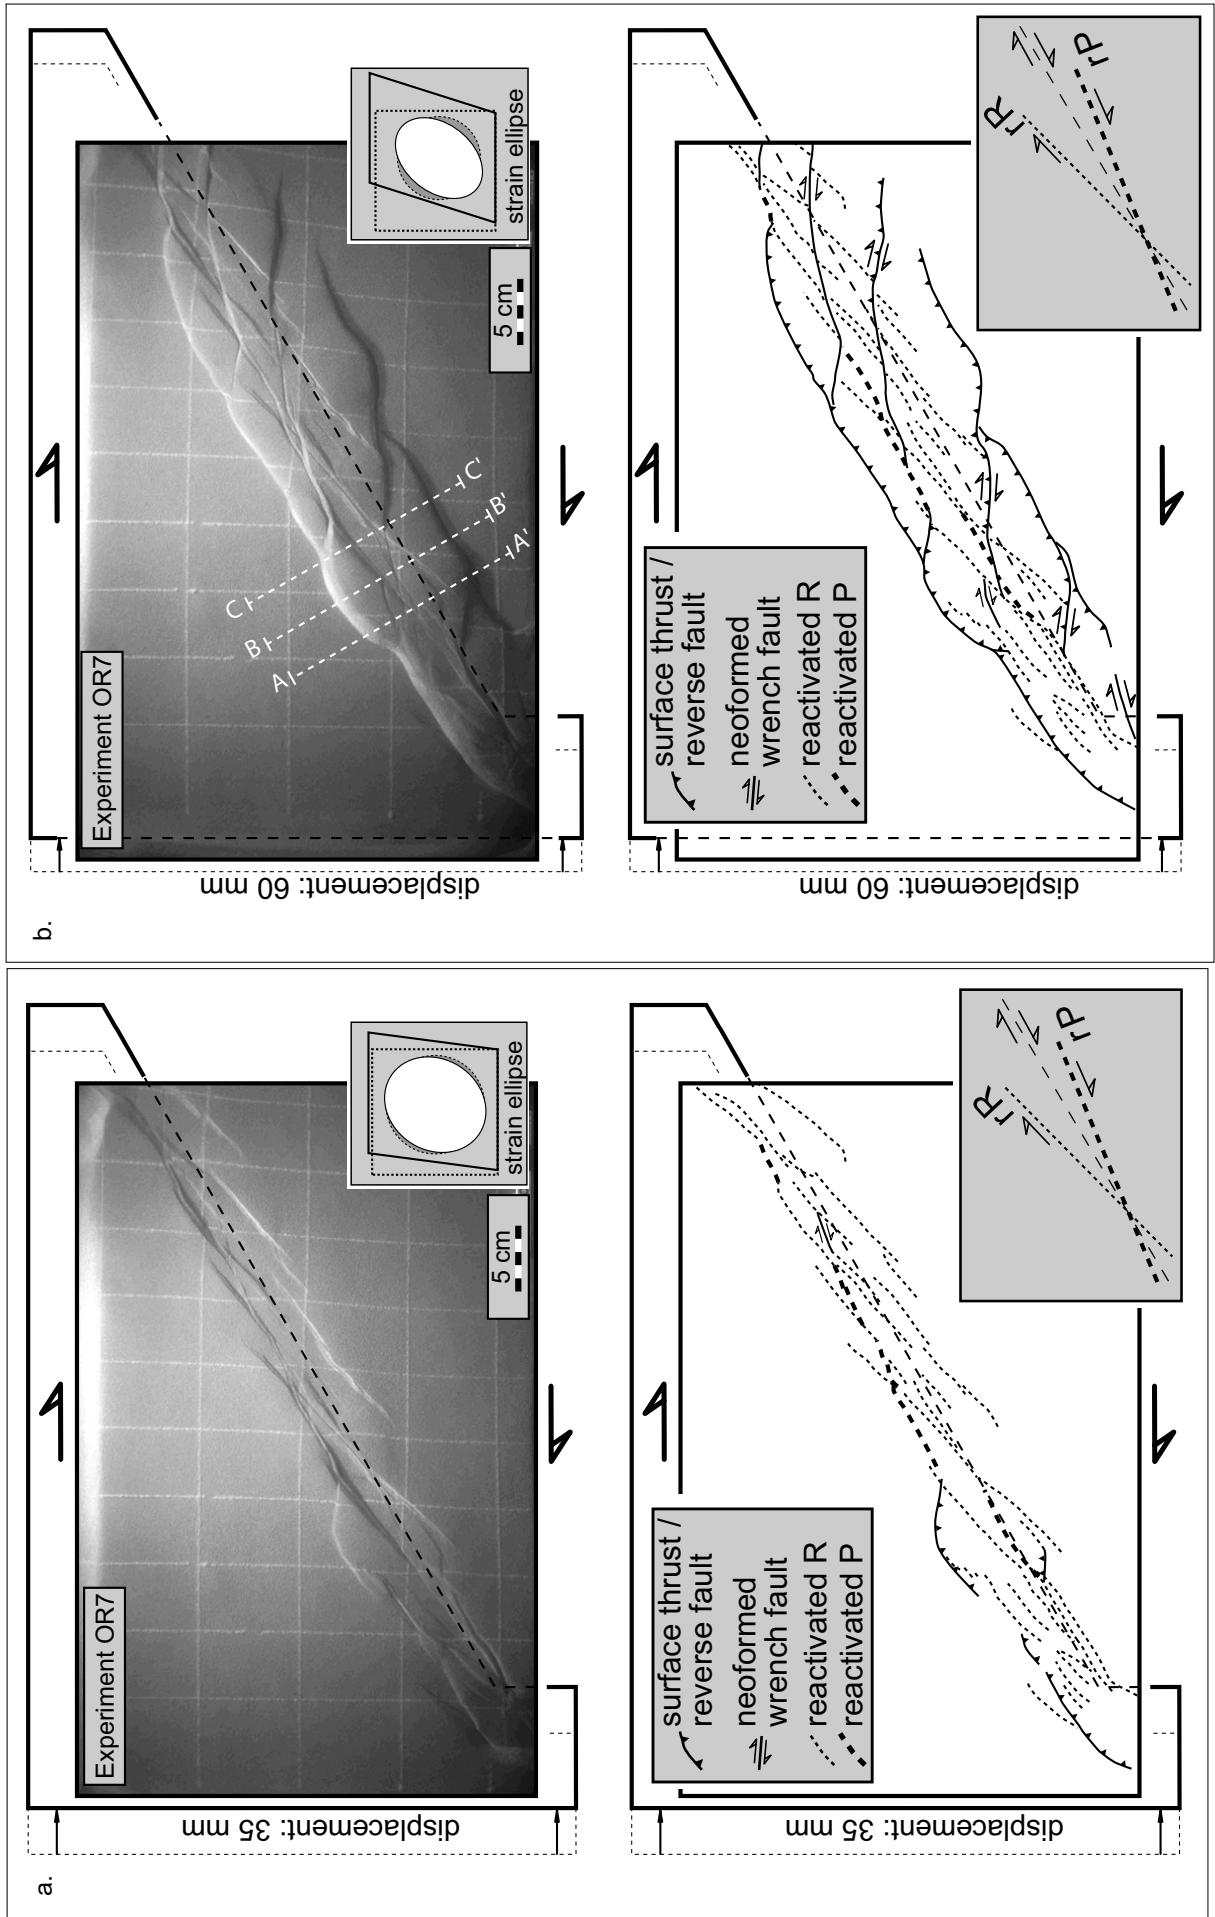 a.
Experiment OR7
displacement: 35 mm
5 cm
strain ellipse
displacement: 35 mm
surface thrust /
reverse fault
neoformed
wrench fault
reactivated R
reactivated P
rR
rP
b.
Experiment OR7
displacement: 60 mm
A
B
C
A'
B'
C'
5 cm
strain ellipse
displacement: 60 mm
surface thrust /
reverse fault
neoformed
wrench fault
reactivated R
reactivated P
rR
rP